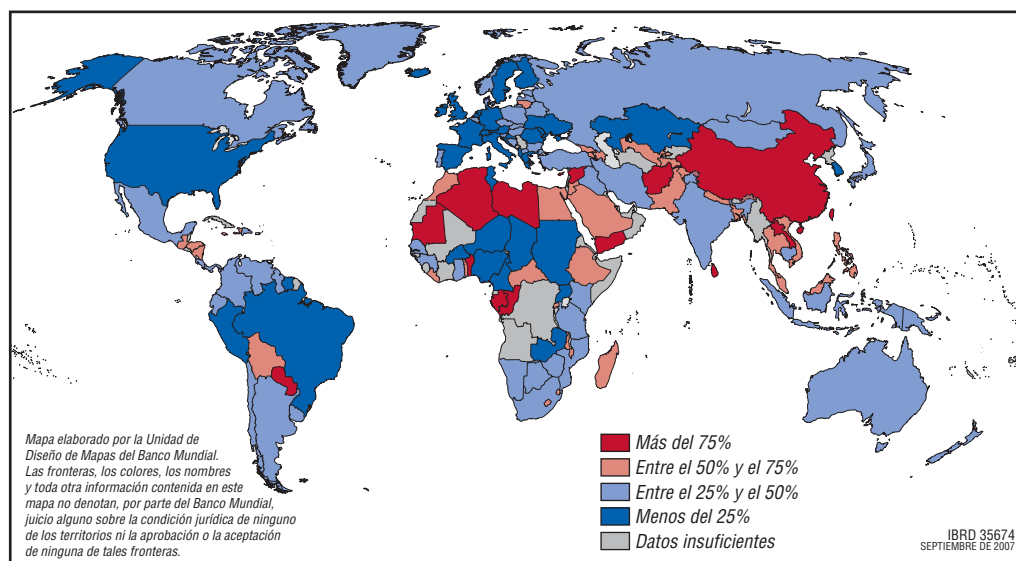 Mapa elaborado por la Unidad de
Diseño de Mapas del Banco Mundial.
Las fronteras, los colores, los nombres
y toda otra información contenida en este
mapa no denotan, por parte del Banco Mundial,
juicio alguno sobre la condición jurídica de ninguno
de los territorios ni la aprobación o la aceptación
de ninguna de tales fronteras.
Más del 75%
Entre el 50% y el 75%
Entre el 25% y el 50%
Menos del 25%
Datos insuficientes
IBRD 35674
SEPTIEMBRE DE 2007